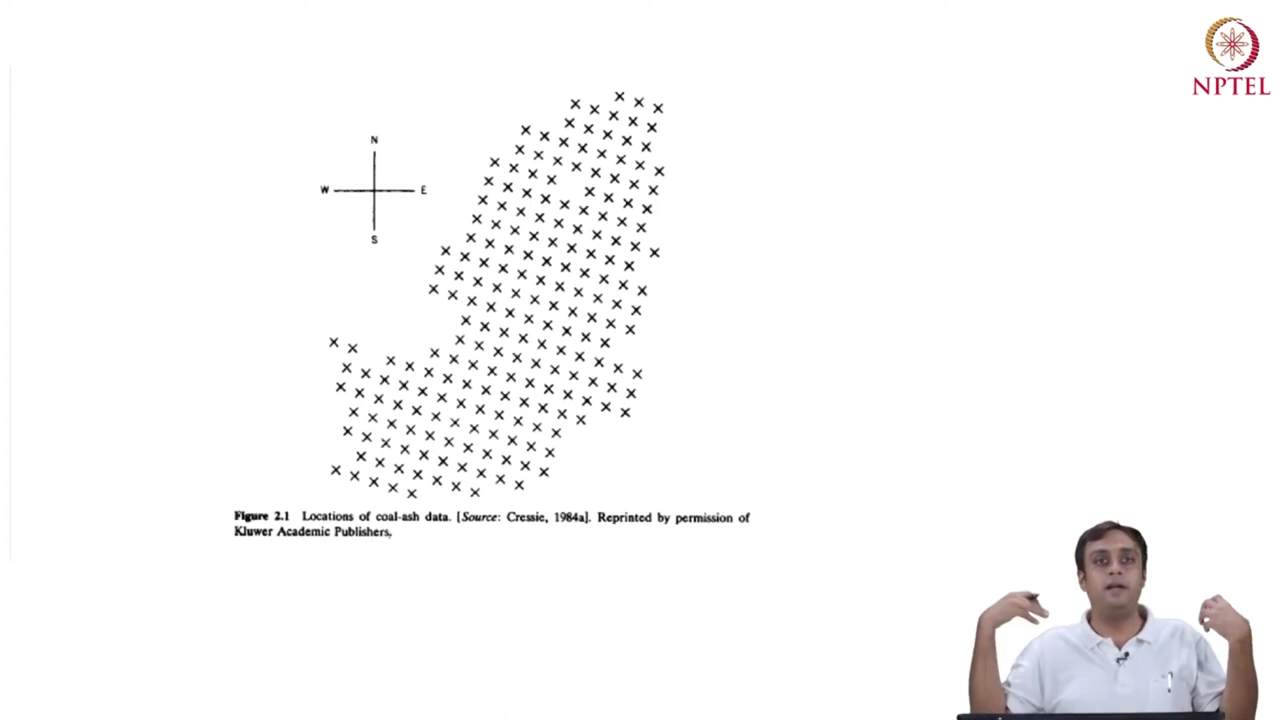 NPTEL
N
W E
S
Figure 2.1 Locations of coal-ash data. [Source: Cressie, 1984a]. Reprinted by permission of
Kluwer Academic Publishers.